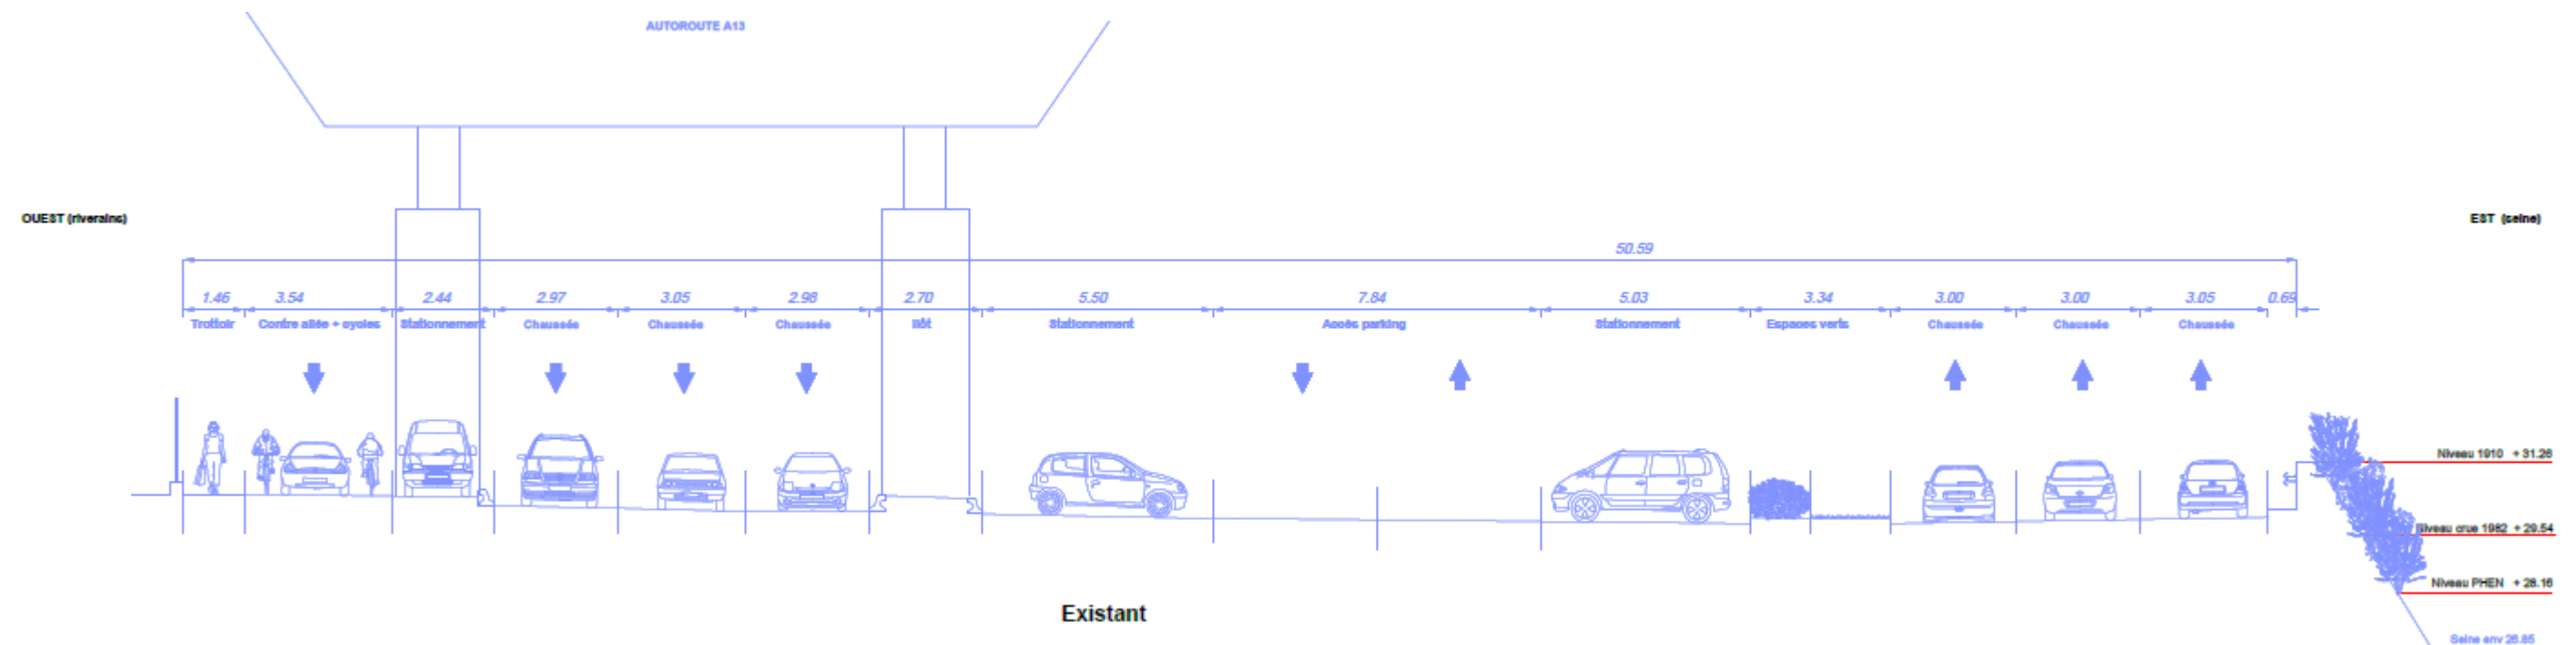 AUTOROUTE A13
OUEST (riverains)
EST (seine)
50.59
1.46 3.54 2.44 2.97 3.05 2.98 2.70 5.50 7.84 5.03 3.34 3.00 3.00 3.05 0.69
Trottoir Contre allée + cycles Stationnement Chaussée Chaussée Chaussée Ilôt Stationnement Accès parking Stationnement Espaces verts Chaussée Chaussée Chaussée
Niveau 1910 + 31.26
Niveau crue 1982 + 29.54
Niveau PHEN + 28.16
Existant
Seine env 26.85